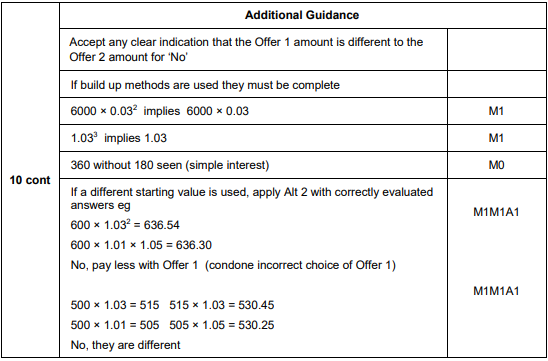 Additional Guidance
Accept any clear indication that the Offer 1 amount is different to the
Offer 2 amount for ‘No’
If build up methods are used they must be complete
6000 × 0.03² implies 6000 × 0.03
M1
1.03³ implies 1.03
M1
360 without 180 seen (simple interest)
M0
10 cont
If a different starting value is used, apply Alt 2 with correctly evaluated
answers eg
600 × 1.03² = 636.54
600 × 1.01 × 1.05 = 636.30
No, pay less with Offer 1 (condone incorrect choice of Offer 1)
M1M1A1
500 × 1.03 = 515 515 × 1.03 = 530.45
500 × 1.01 = 505 505 × 1.05 = 530.25
No, they are different
M1M1A1